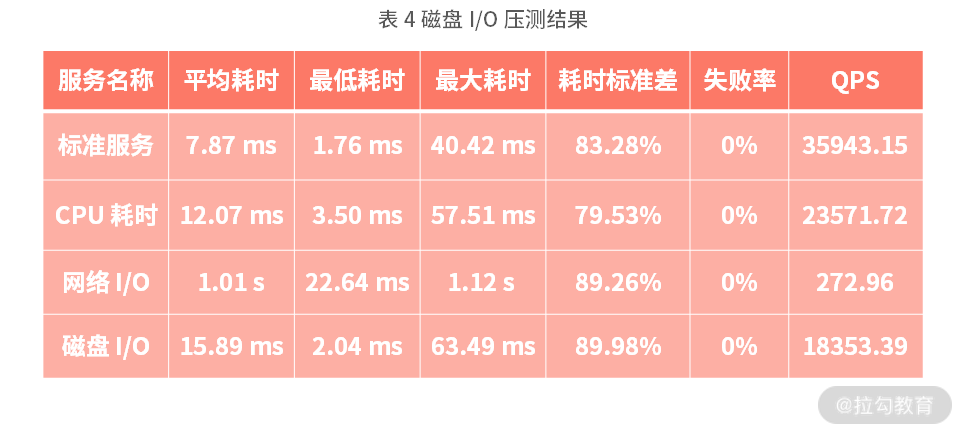 表 4 磁盘 I/O 压测结果
服务名称 平均耗时 最低耗时 最大耗时 耗时标准差 失败率 QPS
标准服务 7.87 ms 1.76 ms 40.42 ms 83.28% 0% 35943.15
CPU 耗时 12.07 ms 3.50 ms 57.51 ms 79.53% 0% 23571.72
网络 I/O 1.01 s 22.64 ms 1.12 s 89.26% 0% 272.96
磁盘 I/O 15.89 ms 2.04 ms 63.49 ms 89.98% 0% 18353.39
@拉勾教育